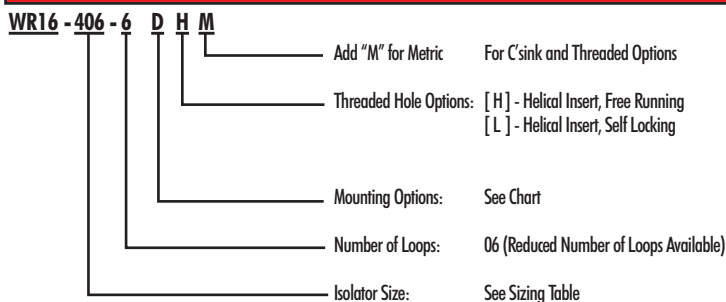 WR16 - 406 - 6 D H M
Add “M” for Metric For C’sink and Threaded Options
Threaded Hole Options: [ H ] - Helical Insert, Free Running
[ L ] - Helical Insert, Self Locking
Mounting Options: See Chart
Number of Loops: 06 (Reduced Number of Loops Available)
Isolator Size: See Sizing Table